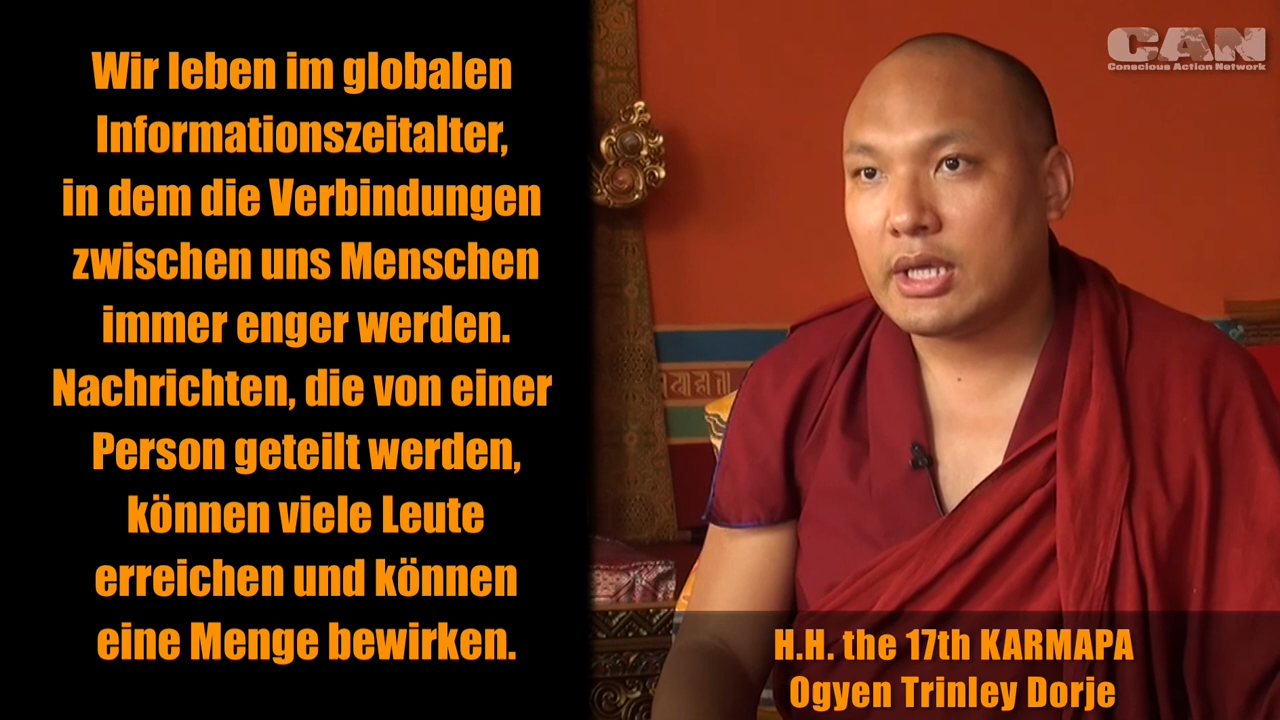 Wir leben im globalen
Informationszeitalter,
in dem die Verbindungen
zwischen uns Menschen
immer enger werden.
Nachrichten, die von einer
Person geteilt werden,
können viele Leute
erreichen und können
eine Menge bewirken.
CAN
Conscious Action Network
H.H. the 17th KARMAPA
Ogyen Trinley Dorje